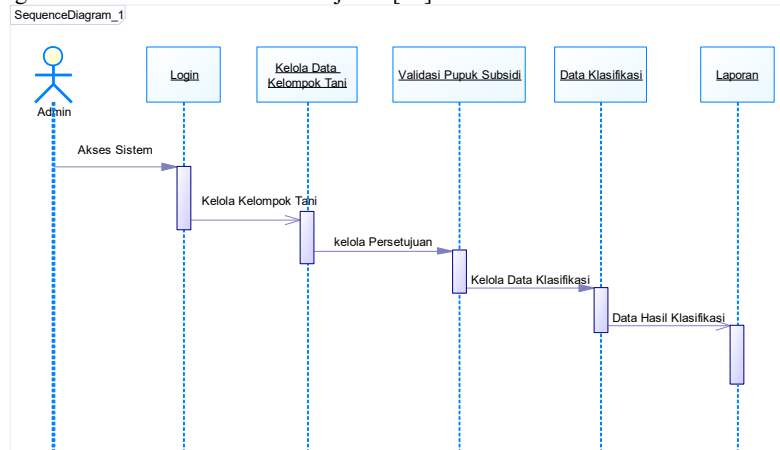 SequenceDiagram_1
Login
Kelola Data
Kelompok Tani
Validasi Pupuk Subsidi
Data Klasifikasi
Laporan
Admin
Akses Sistem
Kelola Kelompok Tani
kelola Persetujuan
Kelola Data Klasifikasi
Data Hasil Klasifikasi